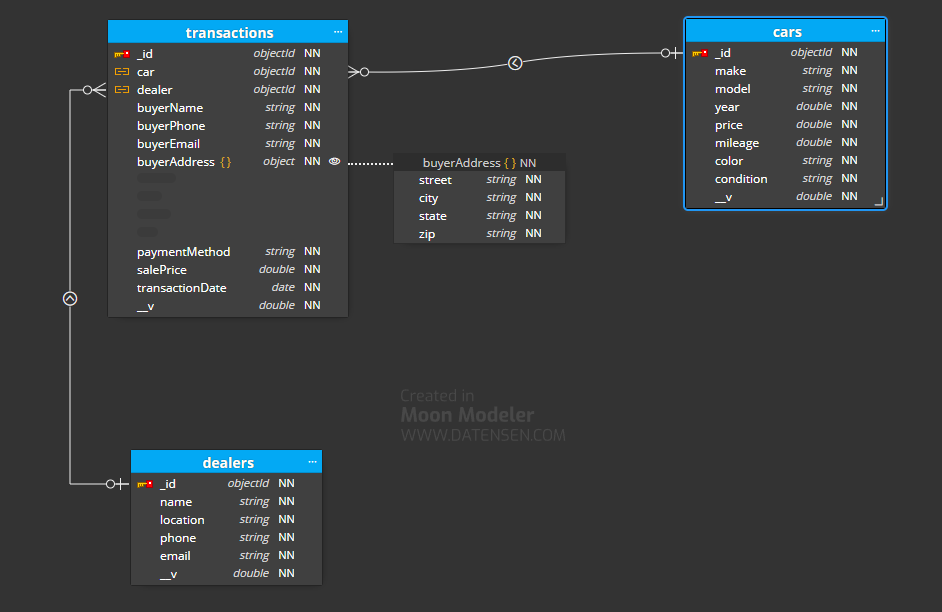 transactions ...
_id objectId NN
car objectId NN
dealer objectId NN
buyerName string NN
buyerPhone string NN
buyerEmail string NN
buyerAddress { } object NN
paymentMethod string NN
salePrice double NN
transactionDate date NN
__v double NN
buyerAddress { } NN
street string NN
city string NN
state string NN
zip string NN
cars ...
_id objectId NN
make string NN
model string NN
year double NN
price double NN
mileage double NN
color string NN
condition string NN
__v double NN
Created in
Moon Modeler
WWW.DATENSEN.COM
dealers ...
_id objectId NN
name string NN
location string NN
phone string NN
email string NN
__v double NN